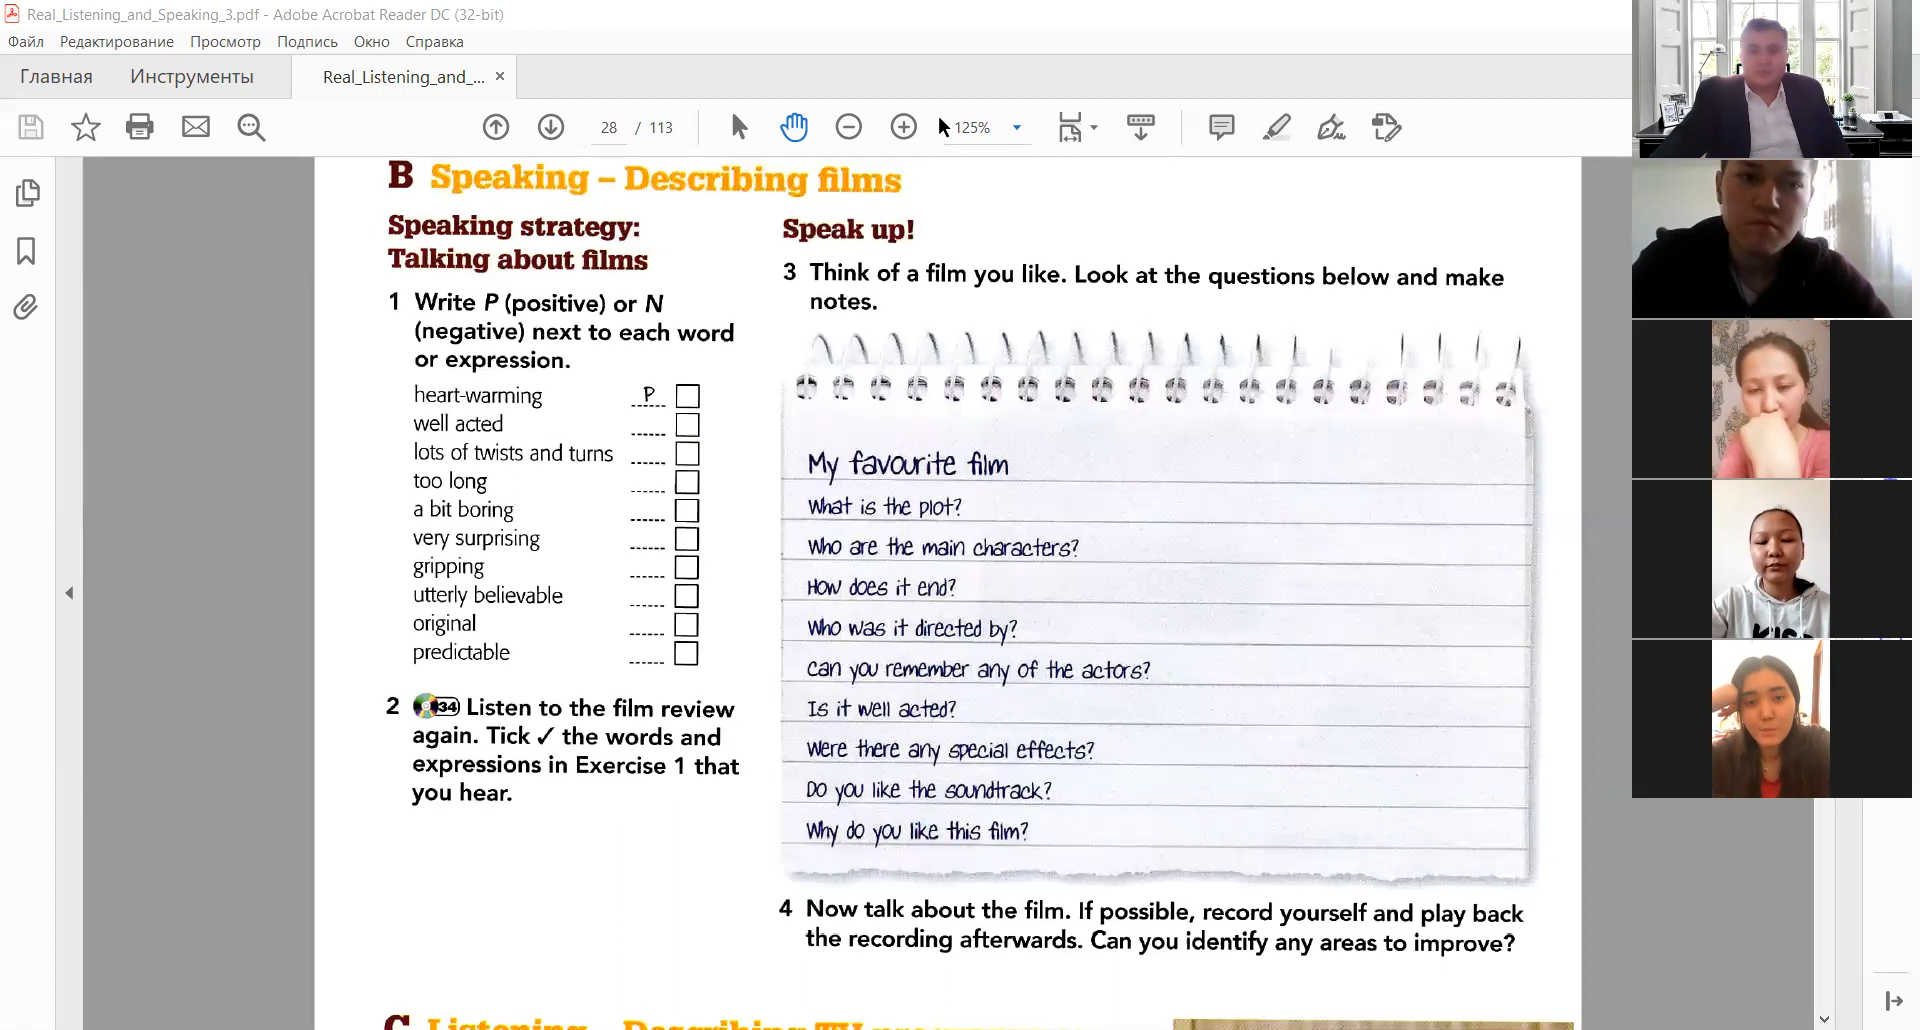 Real_Listening_and_Speaking_3.pdf - Adobe Acrobat Reader DC (32-bit)
Файл Редактирование Просмотр Подпись Окно Справка
Главная Инструменты Real_Listening_and_... ×
28 / 113 125%
B Speaking – Describing films
Speaking strategy:
Talking about films
1 Write P (positive) or N
(negative) next to each word
or expression.
heart-warming P
well acted
lots of twists and turns
too long
a bit boring
very surprising
gripping
utterly believable
original
predictable
2 34 Listen to the film review
again. Tick ✓ the words and
expressions in Exercise 1 that
you hear.
Speak up!
3 Think of a film you like. Look at the questions below and make
notes.
My favourite film
What is the plot?
Who are the main characters?
How does it end?
Who was it directed by?
Can you remember any of the actors?
Is it well acted?
Were there any special effects?
Do you like the soundtrack?
Why do you like this film?
4 Now talk about the film. If possible, record yourself and play back
the recording afterwards. Can you identify any areas to improve?
C Listening – Describing TV